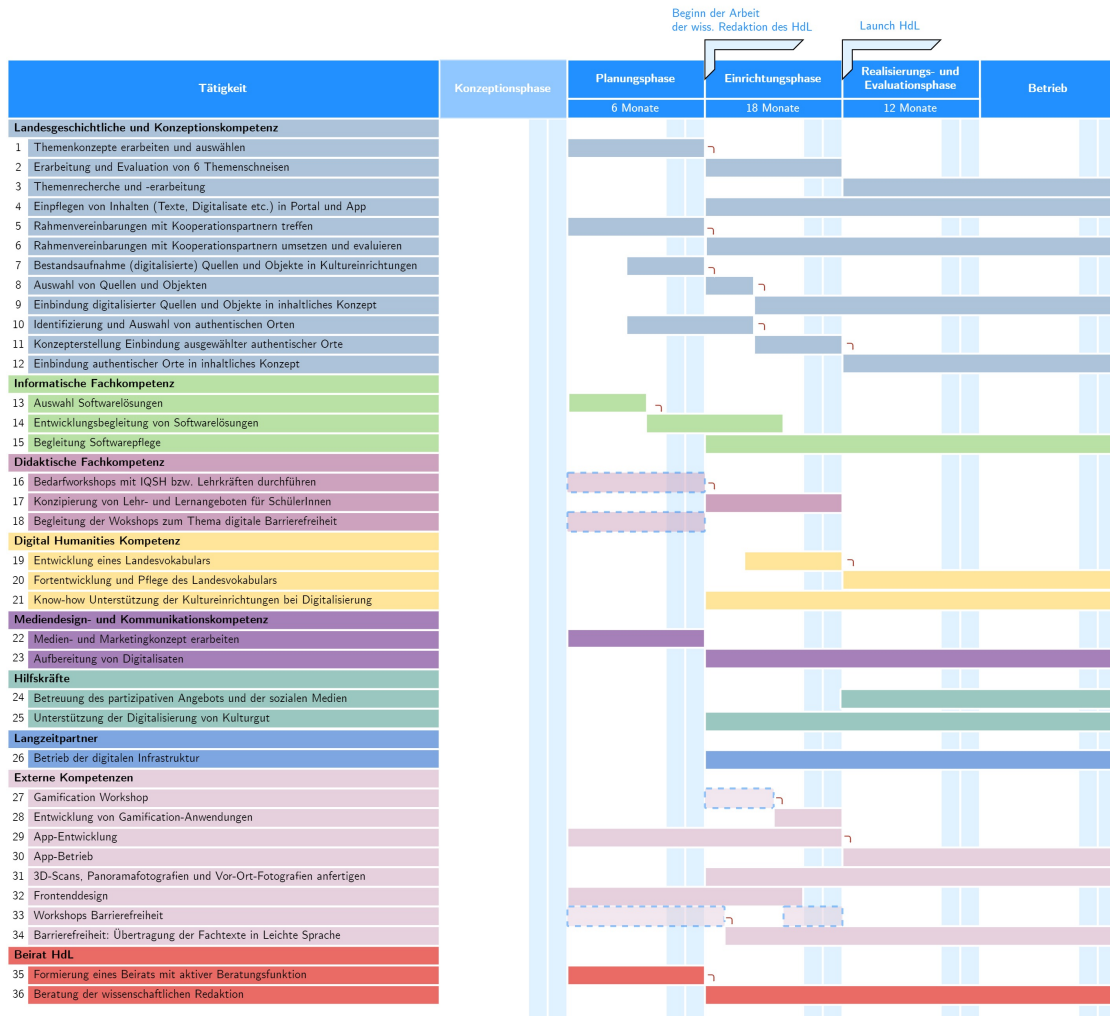 Beginn der Arbeit
der wiss. Redaktion des HdL
Launch HdL
Tätigkeit
Konzeptionsphase
Planungsphase
Einrichtungsphase
Realisierungs- und
Evaluationsphase
Betrieb
6 Monate
18 Monate
12 Monate
Landesgeschichtliche und Konzeptionskompetenz
1 Themenkonzepte erarbeiten und auswählen
2 Erarbeitung und Evaluation von 6 Themenschneisen
3 Themenrecherche und -erarbeitung
4 Einpflegen von Inhalten (Texte, Digitalisate etc.) in Portal und App
5 Rahmenvereinbarungen mit Kooperationspartnern treffen
6 Rahmenvereinbarungen mit Kooperationspartnern umsetzen und evaluieren
7 Bestandsaufnahme (digitalisierte) Quellen und Objekte in Kultureinrichtungen
8 Auswahl von Quellen und Objekten
9 Einbindung digitalisierter Quellen und Objekte in inhaltliches Konzept
10 Identifizierung und Auswahl von authentischen Orten
11 Konzepterstellung Einbindung ausgewählter authentischer Orte
12 Einbindung authentischer Orte in inhaltliches Konzept
Informatische Fachkompetenz
13 Auswahl Softwarelösungen
14 Entwicklungsbegleitung von Softwarelösungen
15 Begleitung Softwarepflege
Didaktische Fachkompetenz
16 Bedarfworkshops mit IQSH bzw. Lehrkräften durchführen
17 Konzipierung von Lehr- und Lernangeboten für SchülerInnen
18 Begleitung der Wokshops zum Thema digitale Barrierefreiheit
Digital Humanities Kompetenz
19 Entwicklung eines Landesvokabulars
20 Fortentwicklung und Pflege des Landesvokabulars
21 Know-how Unterstützung der Kultureinrichtungen bei Digitalisierung
Mediendesign- und Kommunikationskompetenz
22 Medien- und Marketingkonzept erarbeiten
23 Aufbereitung von Digitalisaten
Hilfskräfte
24 Betreuung des partizipativen Angebots und der sozialen Medien
25 Unterstützung der Digitalisierung von Kulturgut
Langzeitpartner
26 Betrieb der digitalen Infrastruktur
Externe Kompetenzen
27 Gamification Workshop
28 Entwicklung von Gamification-Anwendungen
29 App-Entwicklung
30 App-Betrieb
31 3D-Scans, Panoramafotografien und Vor-Ort-Fotografien anfertigen
32 Frontenddesign
33 Workshops Barrierefreiheit
34 Barrierefreiheit: Übertragung der Fachtexte in Leichte Sprache
Beirat HdL
35 Formierung eines Beirats mit aktiver Beratungsfunktion
36 Beratung der wissenschaftlichen Redaktion